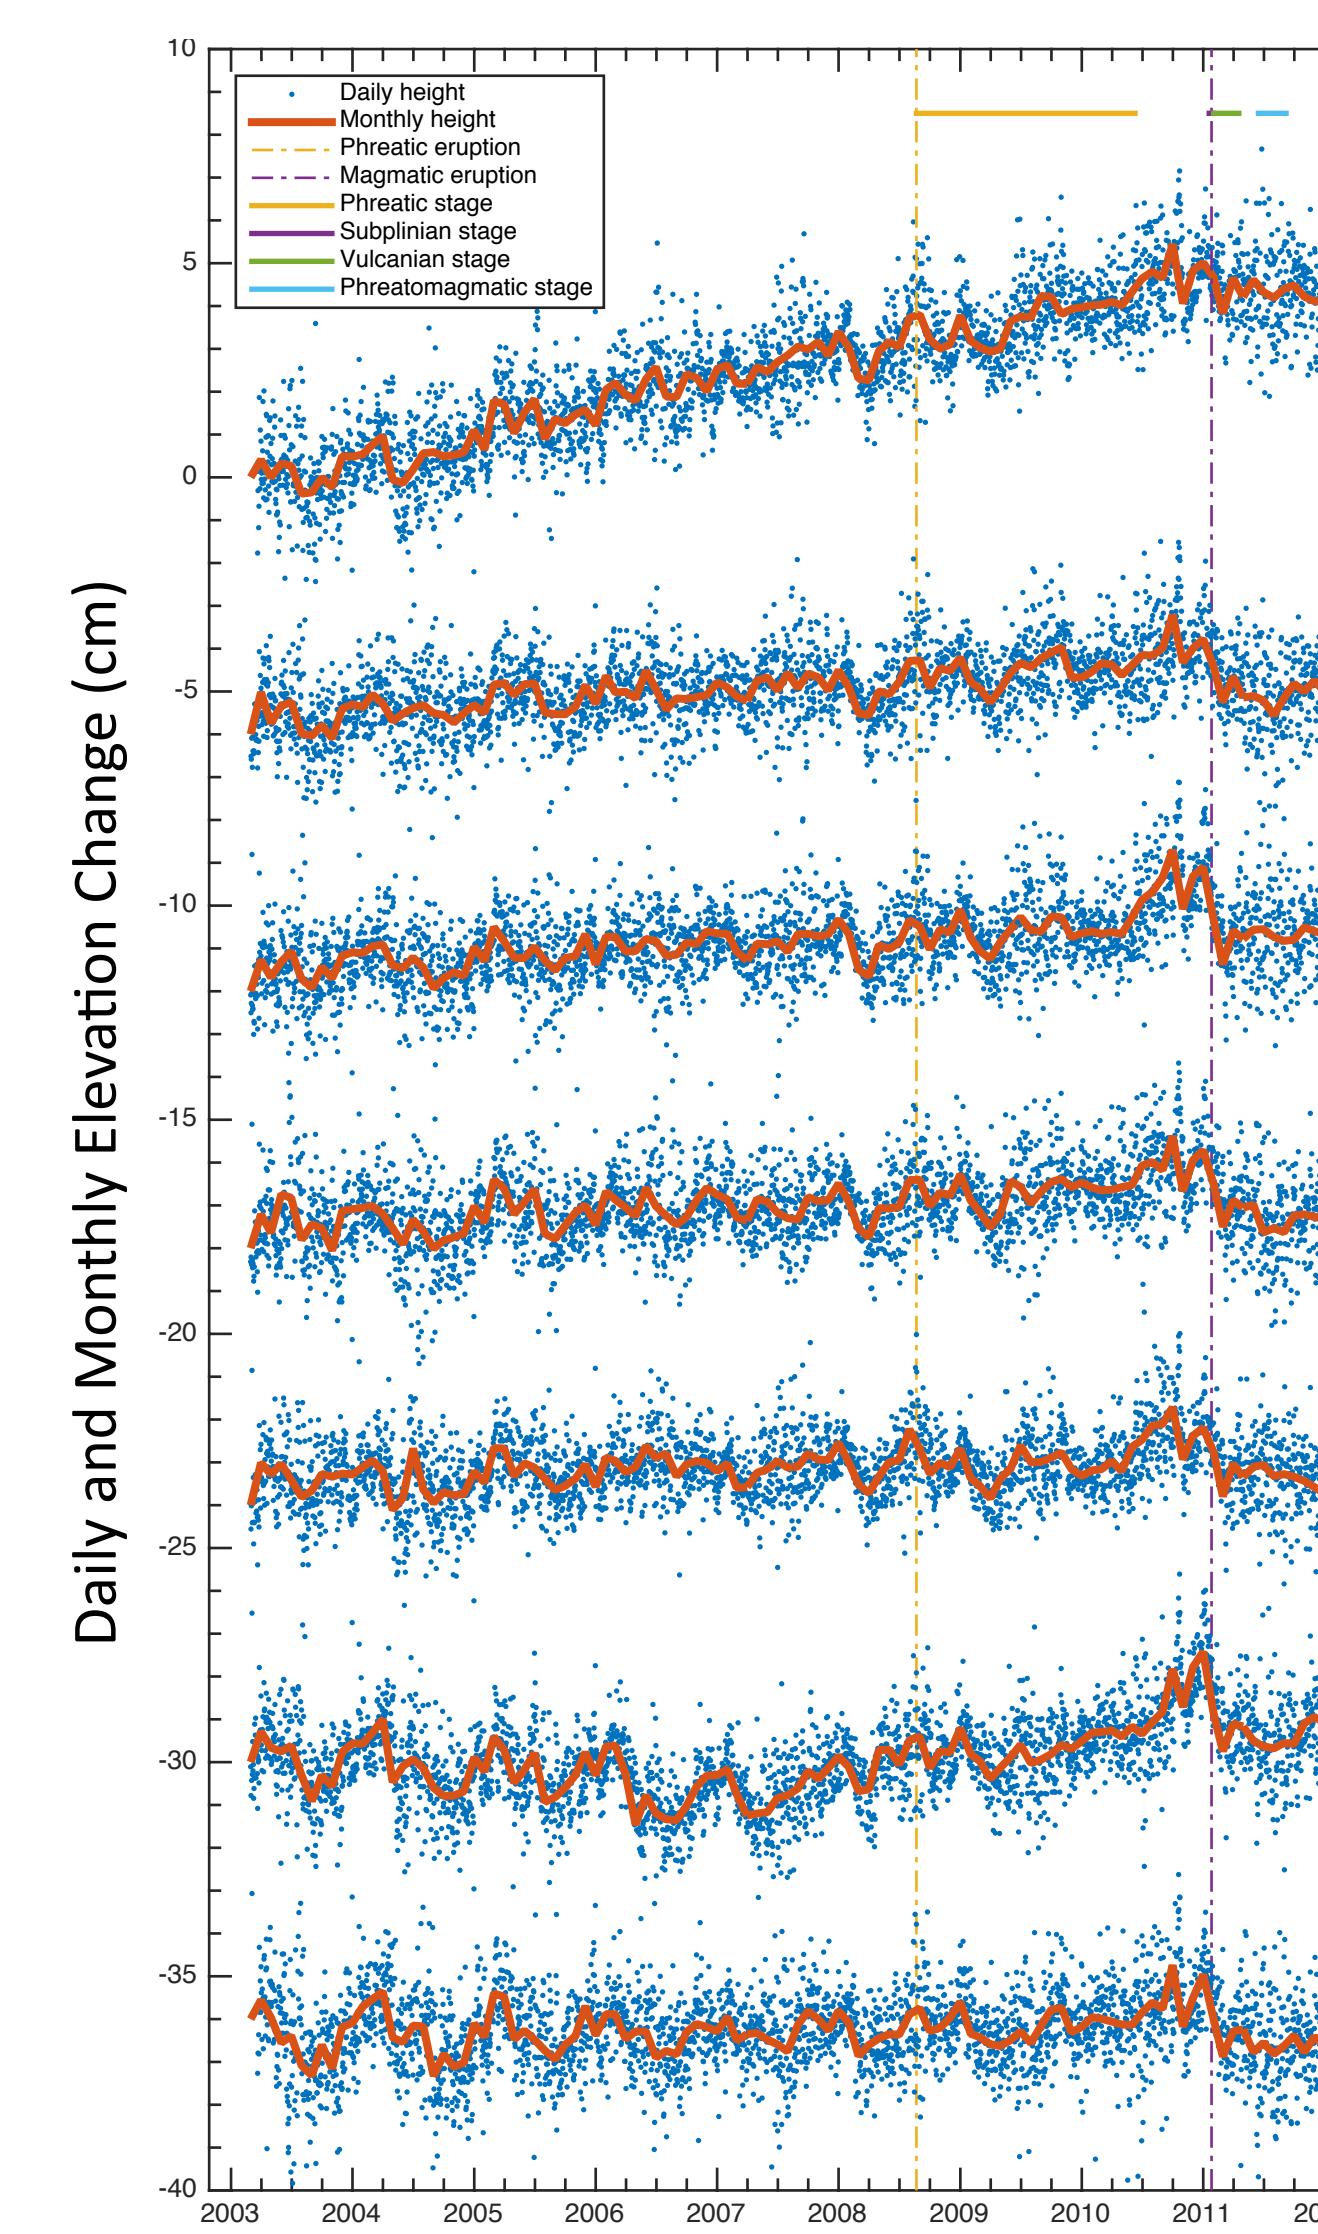 10
Daily height
Monthly height
Phreatic eruption
Magmatic eruption
Phreatic stage
Subplinian stage
Vulcanian stage
Phreatomagmatic stage
5
0
-5
-10
-15
-20
-25
-30
-35
-40
Daily and Monthly Elevation Change (cm)
2003 2004 2005 2006 2007 2008 2009 2010 2011 20